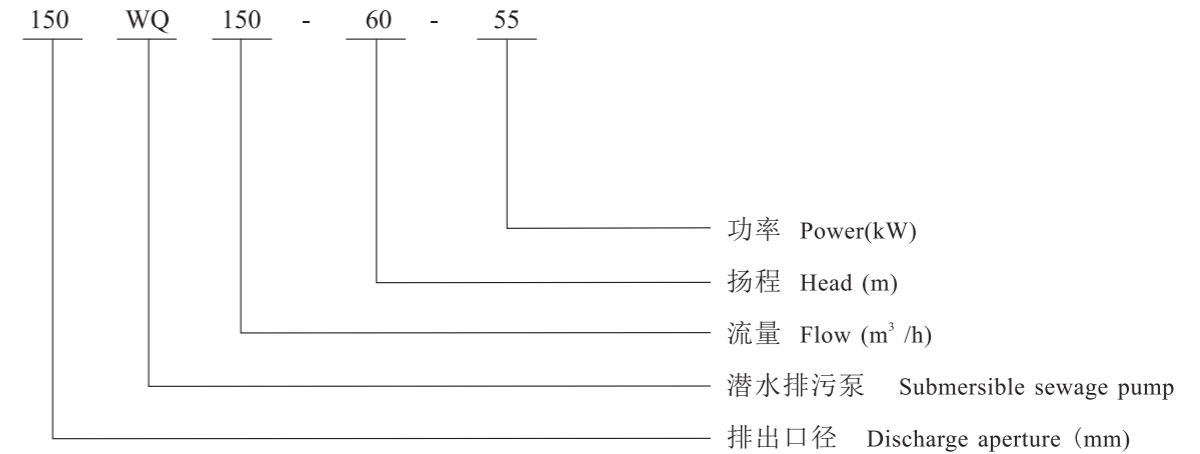 150 WQ 150 - 60 - 55
功率 Power(kW)
扬程 Head (m)
流量 Flow (m³ /h)
潜水排污泵 Submersible sewage pump
排出口径 Discharge aperture (mm)